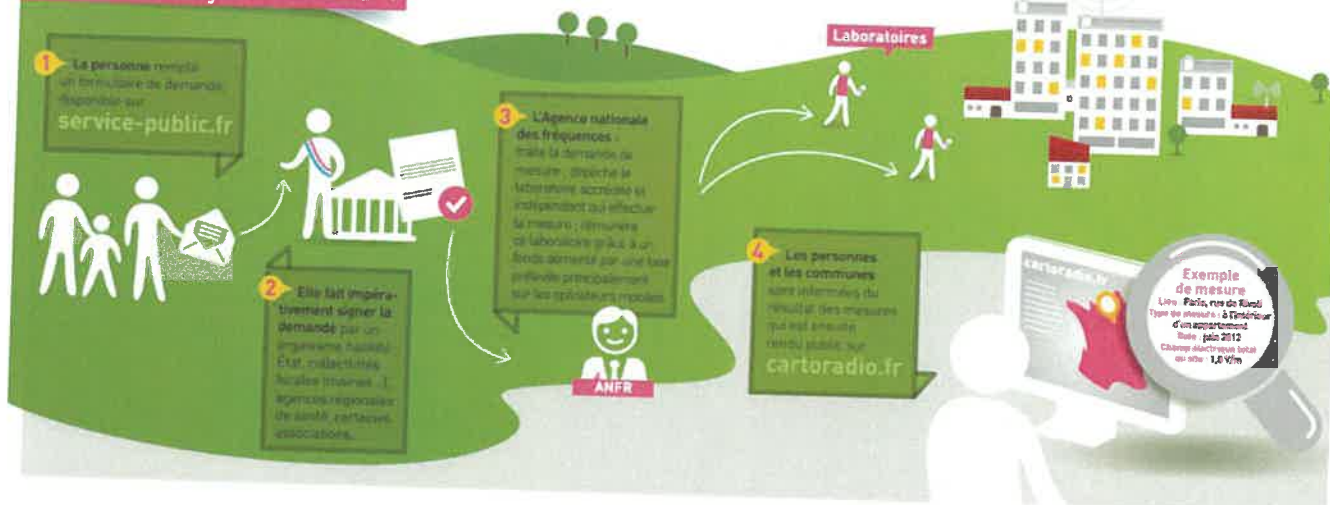 Laboratoires
1 La personne remplit
un formulaire de demande
disponible sur
service-public.fr
2 Elle fait impéra-
tivement signer la
demande par un
organisme habilité :
État, collectivités
locales (mairies...),
agences régionales
de santé, certaines
associations...
3 L'Agence nationale
des fréquences :
traite la demande de
mesure ; dépêche le
laboratoire accrédité et
indépendant qui effectue
la mesure ; rémunère
ce laboratoire grâce à un
fonds alimenté par une taxe
prélevée principalement
sur les opérateurs mobiles
ANFR
4 Les personnes
et les communes
sont informées du
résultat des mesures
qui est ensuite
rendu public sur
cartoradio.fr
cartoradio.fr
Exemple
de mesure
Lieu : Paris, rue de Rivoli
Type de mesure : à l'intérieur
d'un appartement
Date : juin 2012
Champ électrique total
au site : 1,8 V/m